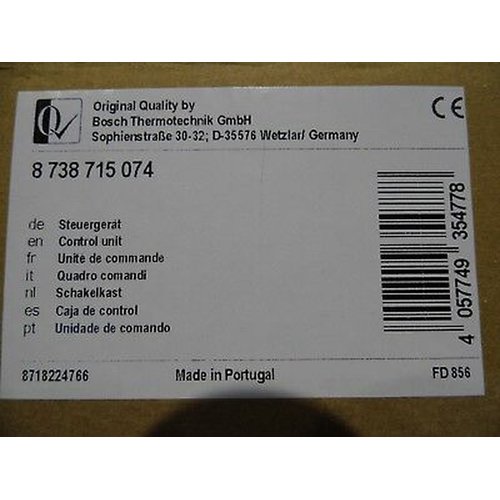 Original Quality by
Bosch Thermotechnik GmbH
Sophienstraße 30-32; D-35576 Wetzlar/ Germany
CE
8 738 715 074
de Steuergerät
en Control unit
fr Unité de commande
it Quadro comandi
nl Schakelkast
es Caja de control
pt Unidade de comando
4 057749 354778
8718224766 Made in Portugal FD 856